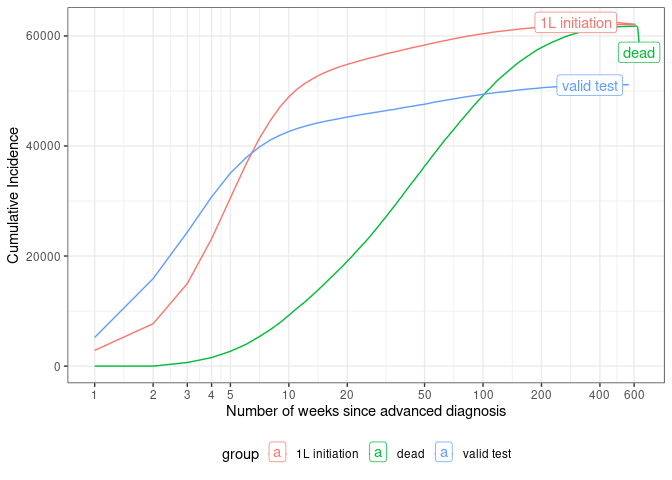 60000
40000
20000
0
Cumulative Incidence
1L initiation
dead
valid test
1 2 3 4 5 10 20 50 100 200 400 600
Number of weeks since advanced diagnosis
group a 1L initiation a dead a valid test